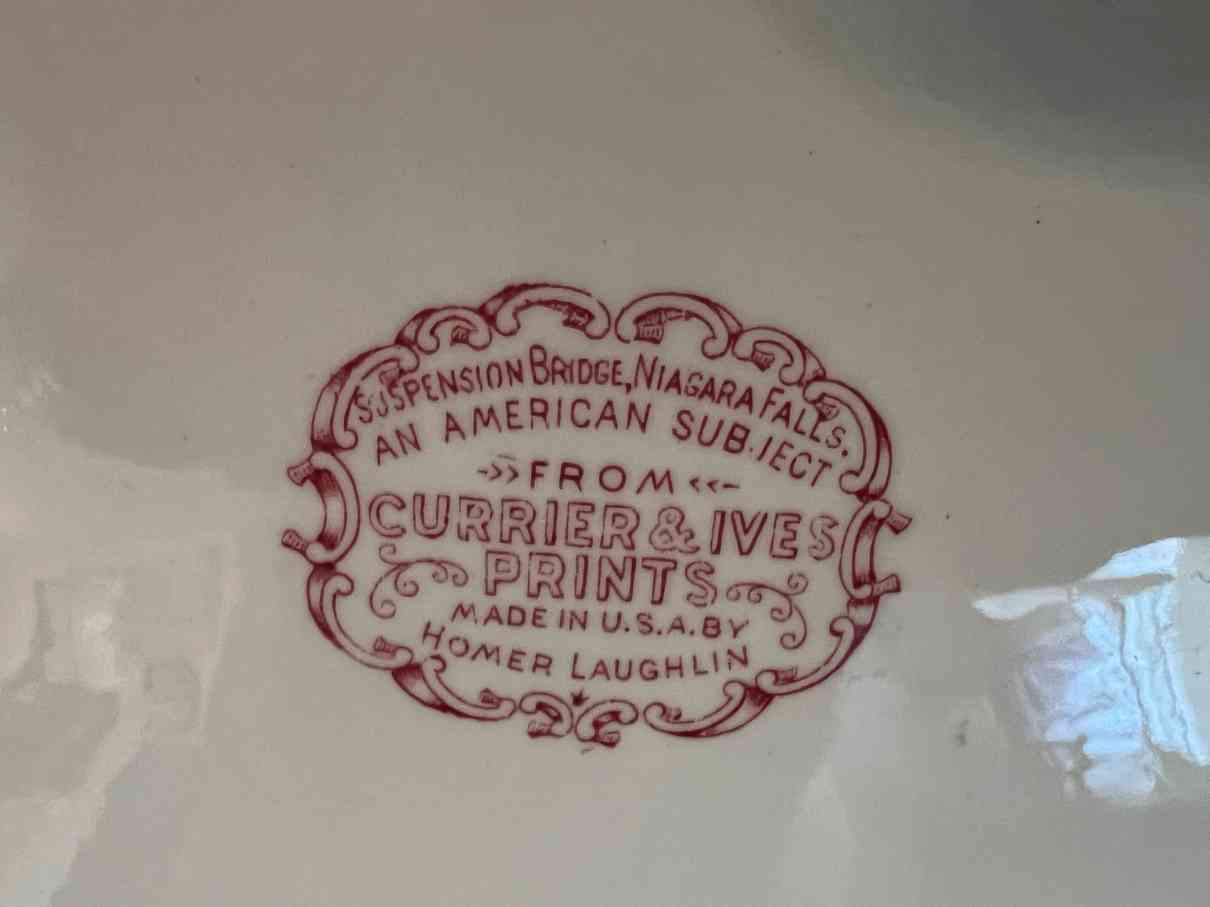 SUSPENSION BRIDGE, NIAGARA FALLS.
AN AMERICAN SUBJECT
FROM
CURRIER & IVES
PRINTS
MADE IN U.S.A. BY
HOMER LAUGHLIN